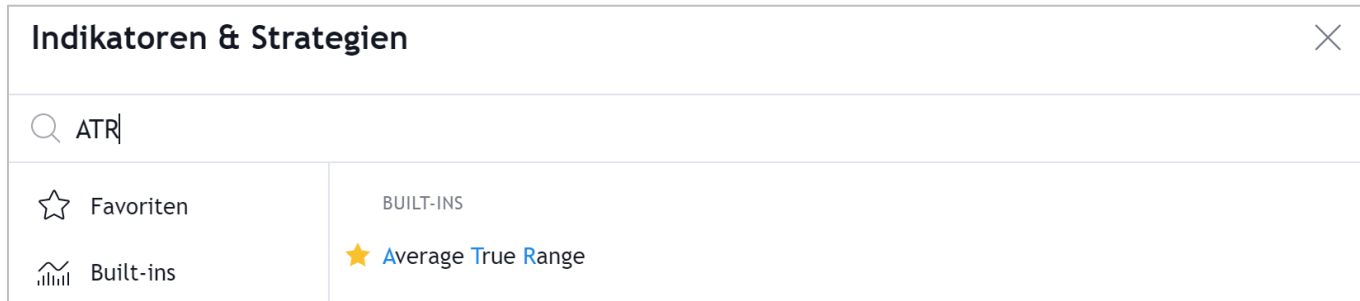 Indikatoren & Strategien
ATR
Favoriten
Built-ins
BUILT-INS
Average True Range